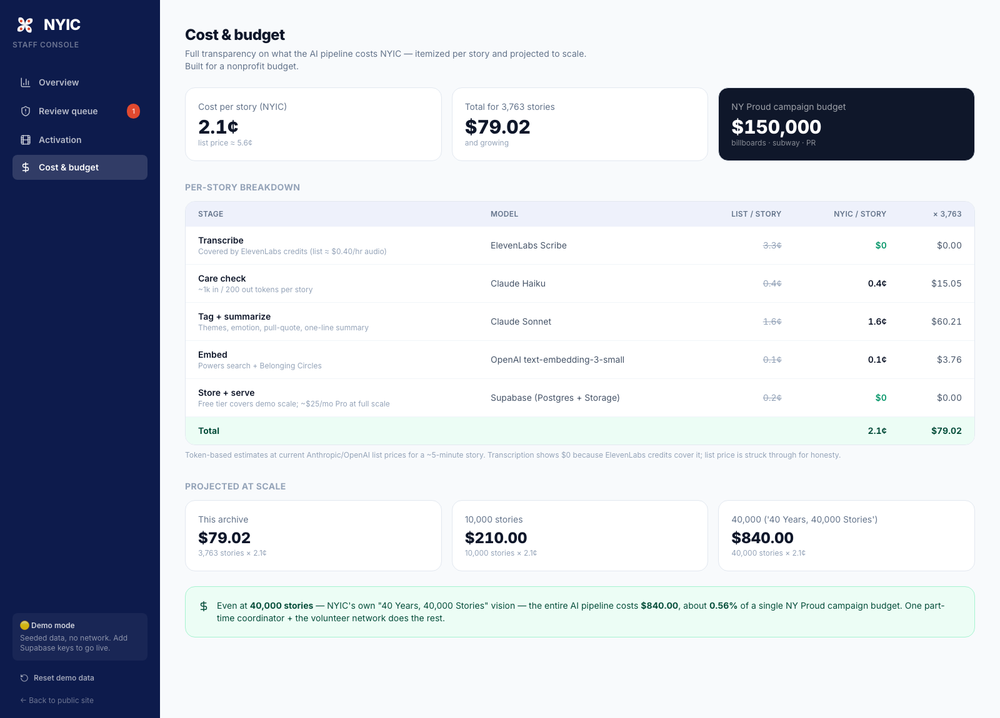 NYIC
STAFF CONSOLE
Overview
Review queue
1
Activation
Cost & budget
🟡 Demo mode
Seeded data, no network. Add
Supabase keys to go live.
Reset demo data
← Back to public site
Cost & budget
Full transparency on what the AI pipeline costs NYIC — itemized per story and projected to scale.
Built for a nonprofit budget.
Cost per story (NYIC)
2.1¢
list price ≈ 5.6¢
Total for 3,763 stories
$79.02
and growing
NY Proud campaign budget
$150,000
billboards · subway · PR
PER-STORY BREAKDOWN
STAGE MODEL LIST / STORY NYIC / STORY × 3,763
Transcribe
Covered by ElevenLabs credits (list ≈ $0.40/hr audio)
ElevenLabs Scribe 3.3¢ $0 $0.00
Care check
~1k in / 200 out tokens per story
Claude Haiku 0.4¢ 0.4¢ $15.05
Tag + summarize
Themes, emotion, pull-quote, one-line summary
Claude Sonnet 1.6¢ 1.6¢ $60.21
Embed
Powers search + Belonging Circles
OpenAI text-embedding-3-small 0.1¢ 0.1¢ $3.76
Store + serve
Free tier covers demo scale; ~$25/mo Pro at full scale
Supabase (Postgres + Storage) 0.2¢ $0 $0.00
Total 2.1¢ $79.02
Token-based estimates at current Anthropic/OpenAI list prices for a ~5-minute story. Transcription shows $0 because ElevenLabs credits cover it; list price is struck through for honesty.
PROJECTED AT SCALE
This archive
$79.02
3,763 stories × 2.1¢
10,000 stories
$210.00
10,000 stories × 2.1¢
40,000 ('40 Years, 40,000 Stories')
$840.00
40,000 stories × 2.1¢
Even at 40,000 stories — NYIC's own "40 Years, 40,000 Stories" vision — the entire AI pipeline costs $840.00, about 0.56% of a single NY Proud campaign budget. One part-
time coordinator + the volunteer network does the rest.